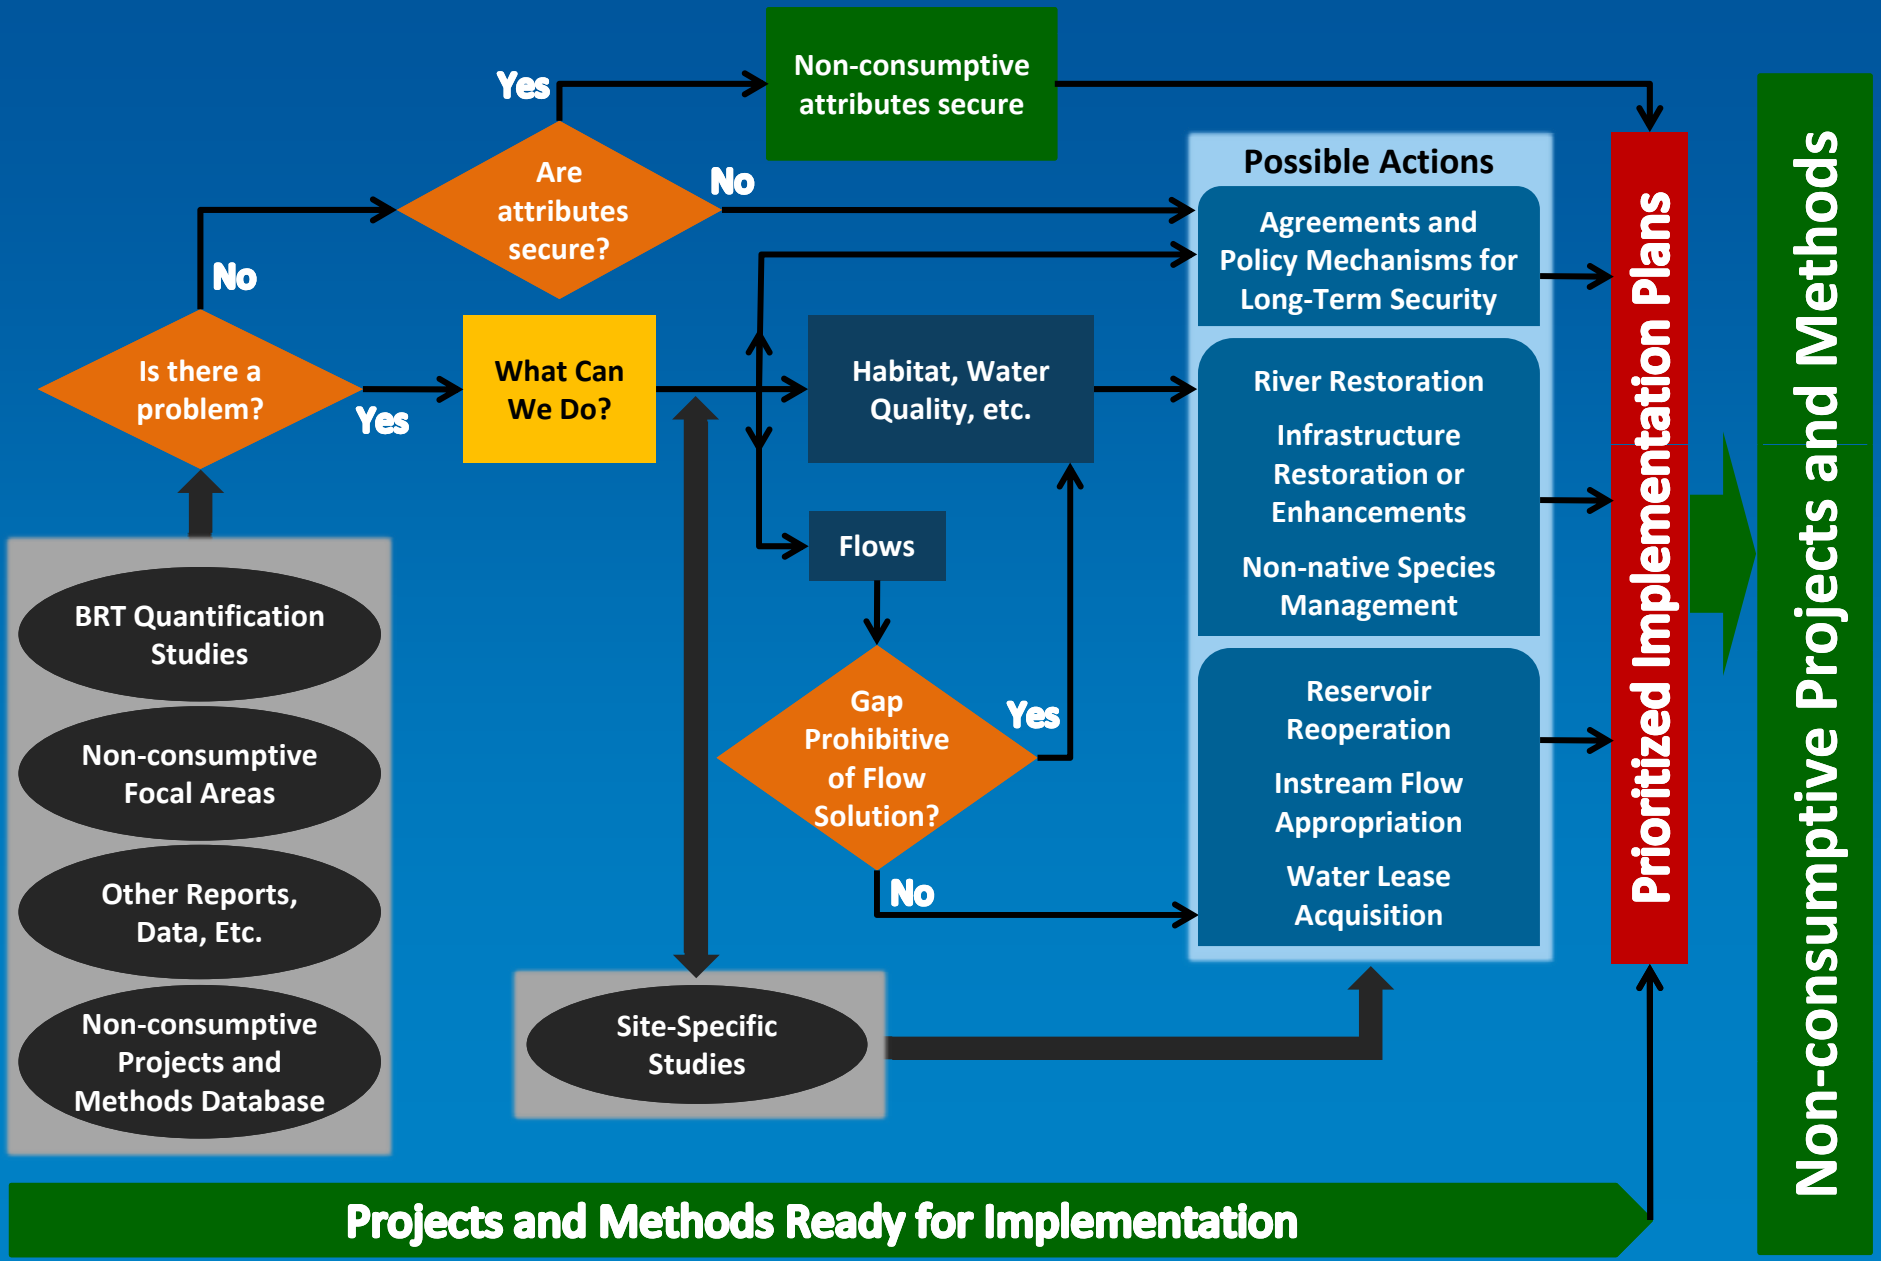 Non-consumptive
attributes secure
Yes
Are
attributes
secure?
No
No
Is there a
problem?
Yes
What Can
We Do?
Habitat, Water
Quality, etc.
Flows
Gap
Prohibitive
of Flow
Solution?
Yes
No
BRT Quantification
Studies
Non-consumptive
Focal Areas
Other Reports,
Data, Etc.
Non-consumptive
Projects and
Methods Database
Site-Specific
Studies
Possible Actions
Agreements and
Policy Mechanisms for
Long-Term Security
River Restoration
Infrastructure
Restoration or
Enhancements
Non-native Species
Management
Reservoir
Reoperation
Instream Flow
Appropriation
Water Lease
Acquisition
Prioritized Implementation Plans
Non-consumptive Projects and Methods
Projects and Methods Ready for Implementation